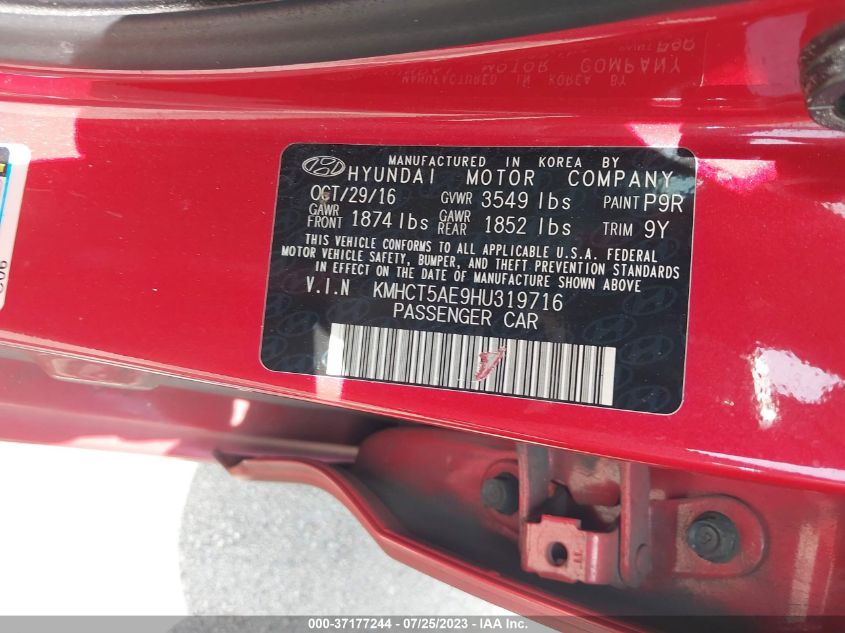 MANUFACTURED IN KOREA BY
HYUNDAI MOTOR COMPANY
OCT/29/16 GVWR 3549 lbs PAINT P9R
GAWR FRONT 1874 lbs GAWR REAR 1852 lbs TRIM 9Y
THIS VEHICLE CONFORMS TO ALL APPLICABLE U.S.A. FEDERAL
MOTOR VEHICLE SAFETY, BUMPER, AND THEFT PREVENTION STANDARDS
IN EFFECT ON THE DATE OF MANUFACTURE SHOWN ABOVE
V.I.N KMHCT5AE9HU319716
PASSENGER CAR
000-37177244 - 07/25/2023 - IAA Inc.